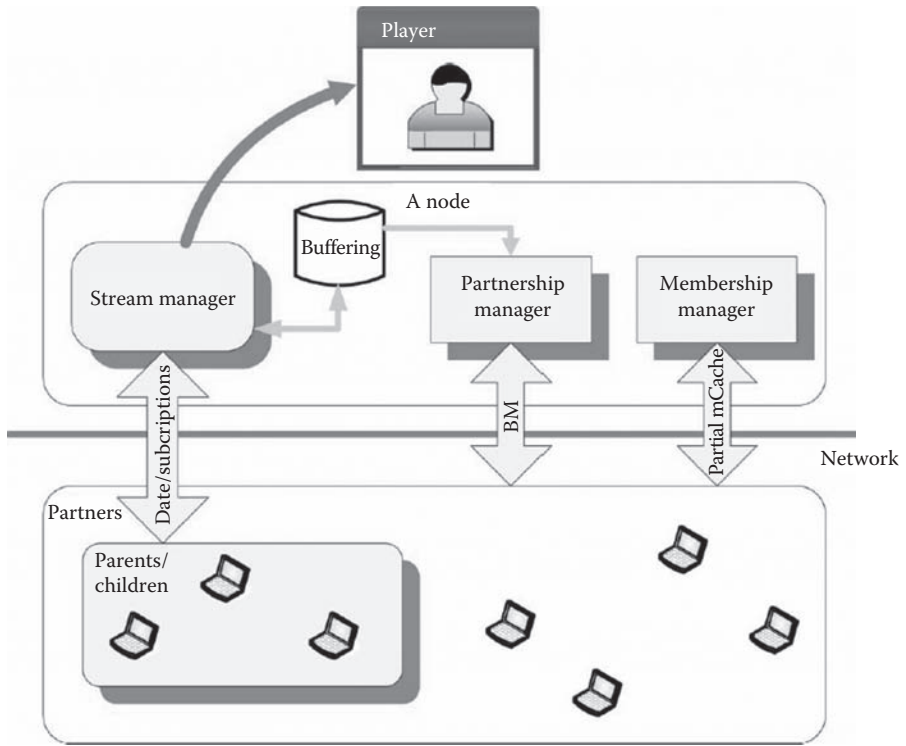 Player
A node
Buffering
Stream manager
Partnership
manager
Membership
manager
Date/subcriptions
BM
Partial mCache
Network
Partners
Parents/
children